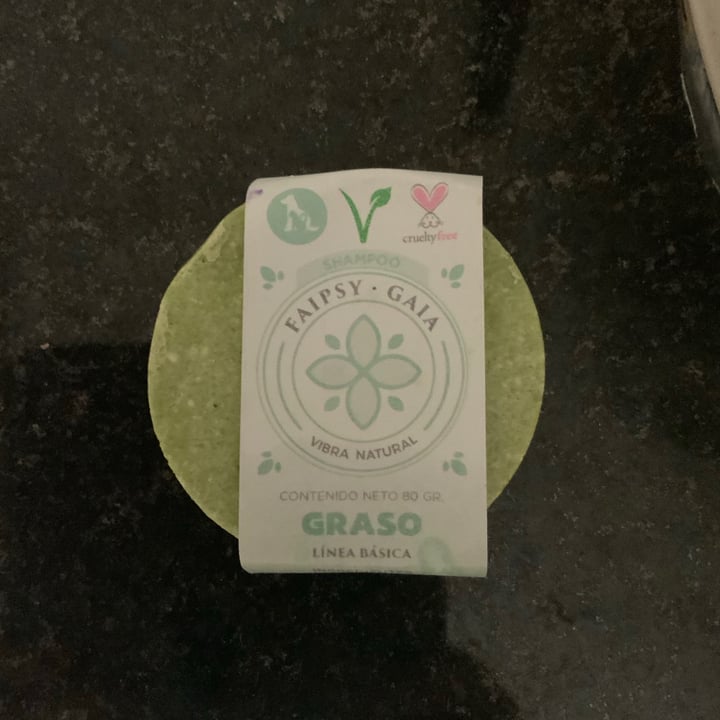 crueltyfree
SHAMPOO
FAIPSY · GAIA
VIBRA NATURAL
CONTENIDO NETO 80 GR.
GRASO
LÍNEA BÁSICA